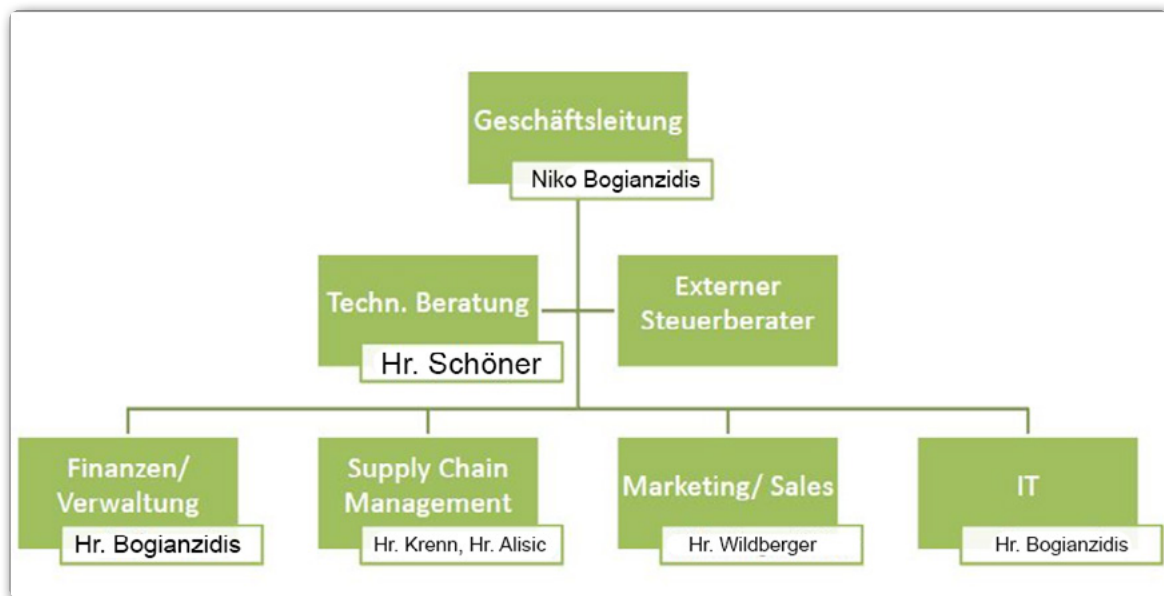 Geschäftsleitung
Niko Bogianzidis
Techn. Beratung
Hr. Schöner
Externer
Steuerberater
Finanzen/
Verwaltung
Hr. Bogianzidis
Supply Chain
Management
Hr. Krenn, Hr. Alisic
Marketing/ Sales
Hr. Wildberger
IT
Hr. Bogianzidis